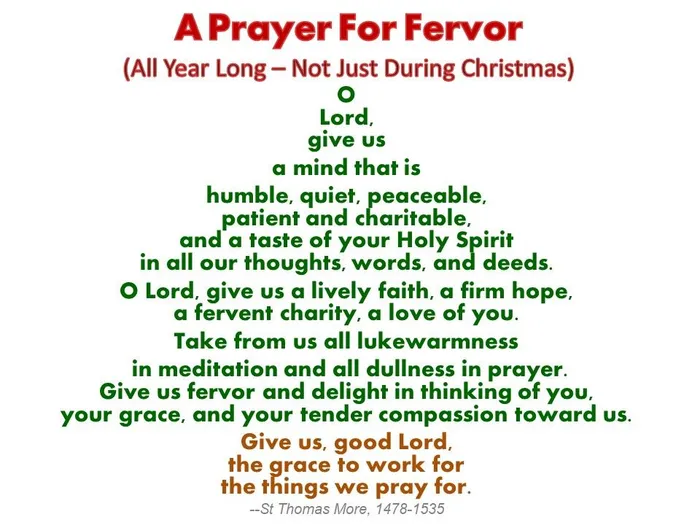 A Prayer For Fervor
(All Year Long – Not Just During Christmas)
O
Lord,
give us
a mind that is
humble, quiet, peaceable,
patient and charitable,
and a taste of your Holy Spirit
in all our thoughts, words, and deeds.
O Lord, give us a lively faith, a firm hope,
a fervent charity, a love of you.
Take from us all lukewarmness
in meditation and all dullness in prayer.
Give us fervor and delight in thinking of you,
your grace, and your tender compassion toward us.
Give us, good Lord,
the grace to work for
the things we pray for.
--St Thomas More, 1478-1535